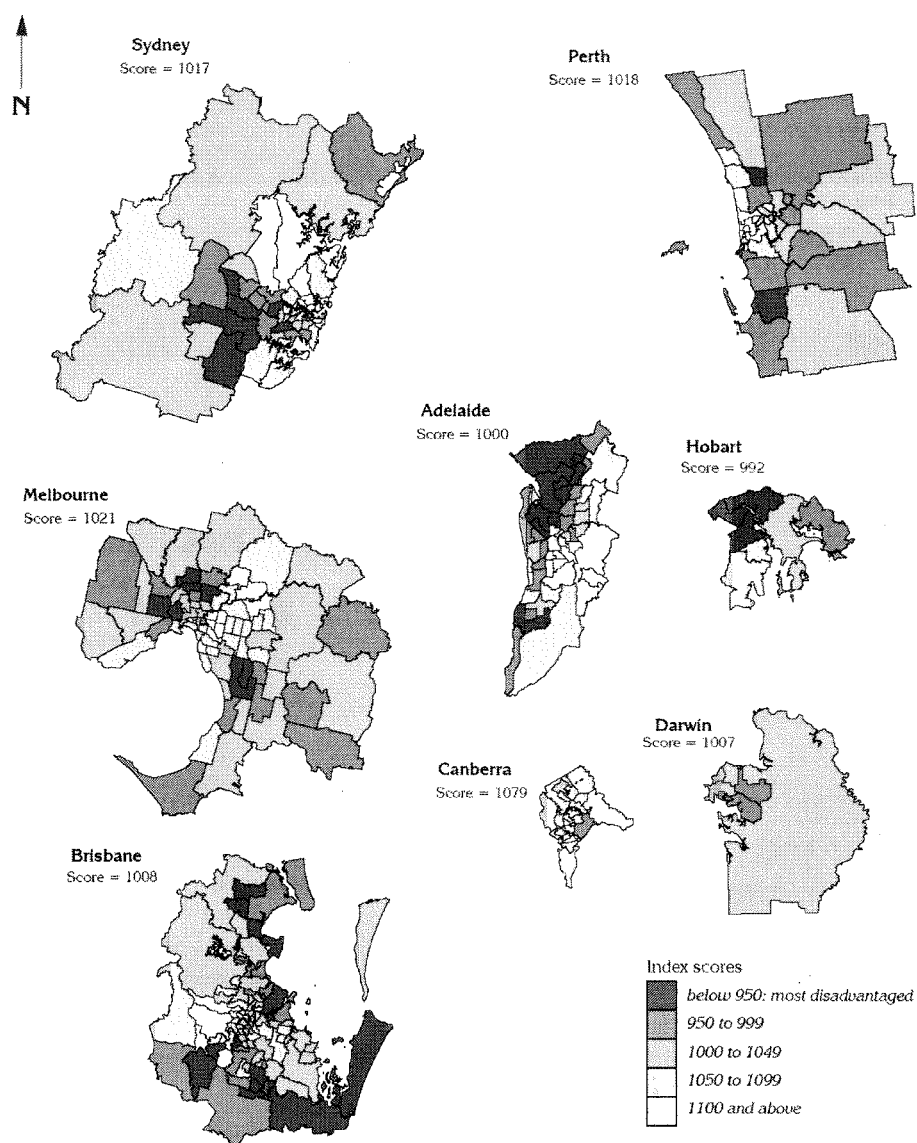 Sydney
Score = 1017
Perth
Score = 1018
N
Adelaide
Score = 1000
Hobart
Score = 992
Melbourne
Score = 1021
Darwin
Score = 1007
Canberra
Score = 1079
Brisbane
Score = 1008
Index scores
below 950: most disadvantaged
950 to 999
1000 to 1049
1050 to 1099
1100 and above